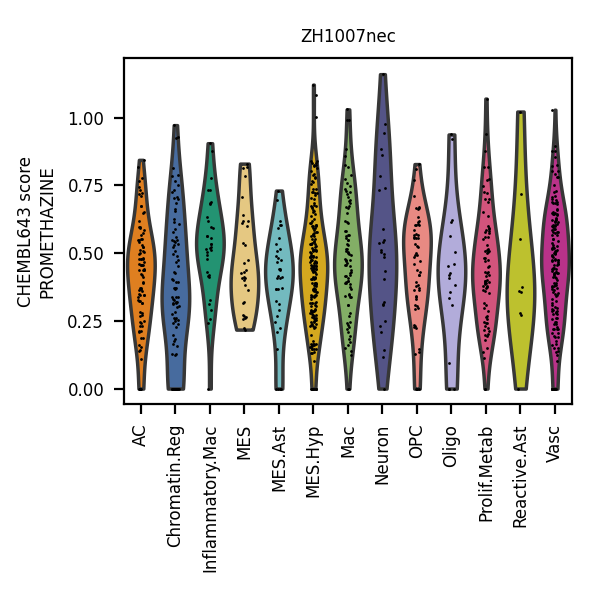 ZH1007nec
CHEMBL643 score
PROMETHAZINE
1.00
0.75
0.50
0.25
0.00
AC
Chromatin.Reg
Inflammatory.Mac
MES
MES.Ast
MES.Hyp
Mac
Neuron
OPC
Oligo
Prolif.Metab
Reactive.Ast
Vasc